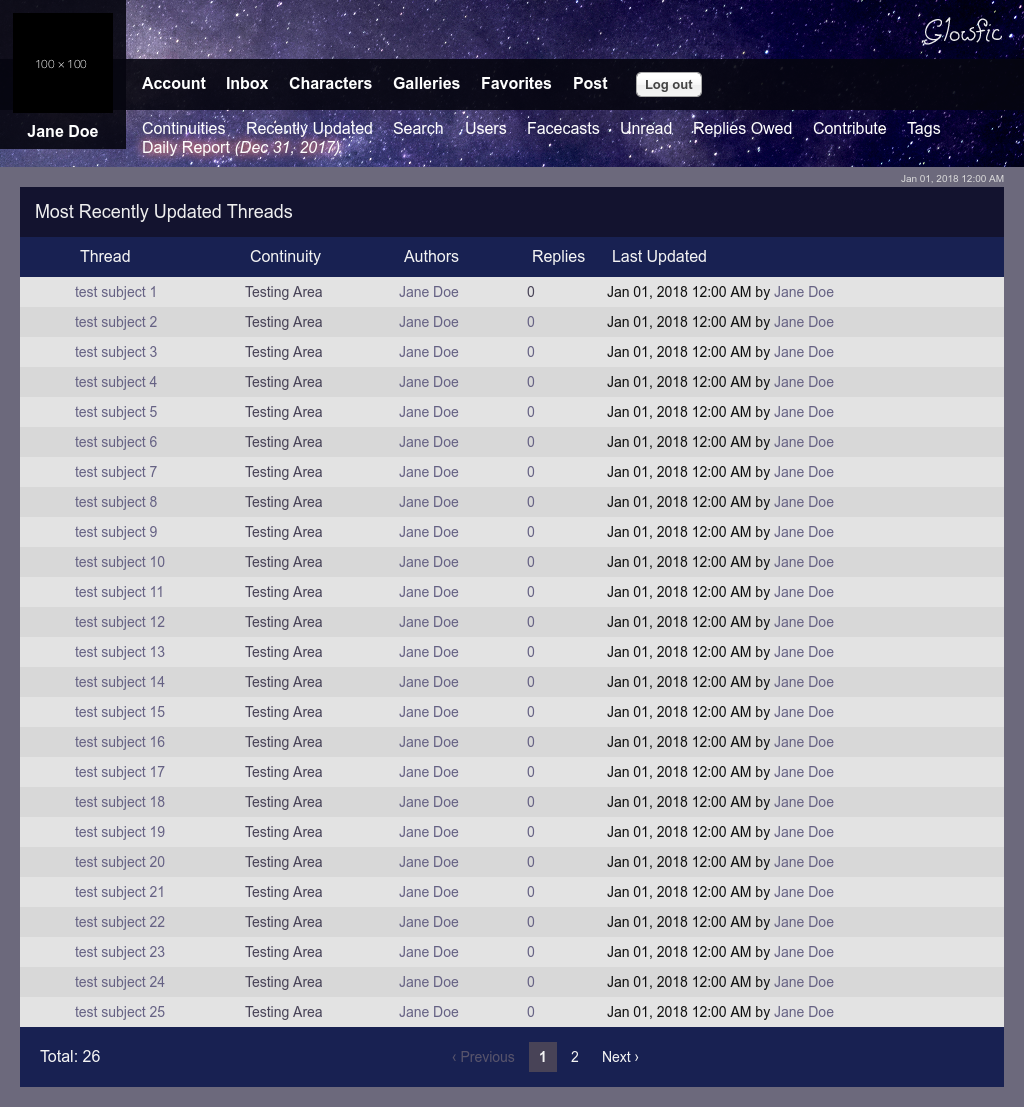 Glowfic
100 × 100
Account Inbox Characters Galleries Favorites Post Log out
Jane Doe
Continuities Recently Updated Search Users Facecasts Unread Replies Owed Contribute Tags
Daily Report (Dec 31, 2017)
Jan 01, 2018 12:00 AM
Most Recently Updated Threads
Thread Continuity Authors Replies Last Updated
test subject 1 Testing Area Jane Doe 0 Jan 01, 2018 12:00 AM by Jane Doe
test subject 2 Testing Area Jane Doe 0 Jan 01, 2018 12:00 AM by Jane Doe
test subject 3 Testing Area Jane Doe 0 Jan 01, 2018 12:00 AM by Jane Doe
test subject 4 Testing Area Jane Doe 0 Jan 01, 2018 12:00 AM by Jane Doe
test subject 5 Testing Area Jane Doe 0 Jan 01, 2018 12:00 AM by Jane Doe
test subject 6 Testing Area Jane Doe 0 Jan 01, 2018 12:00 AM by Jane Doe
test subject 7 Testing Area Jane Doe 0 Jan 01, 2018 12:00 AM by Jane Doe
test subject 8 Testing Area Jane Doe 0 Jan 01, 2018 12:00 AM by Jane Doe
test subject 9 Testing Area Jane Doe 0 Jan 01, 2018 12:00 AM by Jane Doe
test subject 10 Testing Area Jane Doe 0 Jan 01, 2018 12:00 AM by Jane Doe
test subject 11 Testing Area Jane Doe 0 Jan 01, 2018 12:00 AM by Jane Doe
test subject 12 Testing Area Jane Doe 0 Jan 01, 2018 12:00 AM by Jane Doe
test subject 13 Testing Area Jane Doe 0 Jan 01, 2018 12:00 AM by Jane Doe
test subject 14 Testing Area Jane Doe 0 Jan 01, 2018 12:00 AM by Jane Doe
test subject 15 Testing Area Jane Doe 0 Jan 01, 2018 12:00 AM by Jane Doe
test subject 16 Testing Area Jane Doe 0 Jan 01, 2018 12:00 AM by Jane Doe
test subject 17 Testing Area Jane Doe 0 Jan 01, 2018 12:00 AM by Jane Doe
test subject 18 Testing Area Jane Doe 0 Jan 01, 2018 12:00 AM by Jane Doe
test subject 19 Testing Area Jane Doe 0 Jan 01, 2018 12:00 AM by Jane Doe
test subject 20 Testing Area Jane Doe 0 Jan 01, 2018 12:00 AM by Jane Doe
test subject 21 Testing Area Jane Doe 0 Jan 01, 2018 12:00 AM by Jane Doe
test subject 22 Testing Area Jane Doe 0 Jan 01, 2018 12:00 AM by Jane Doe
test subject 23 Testing Area Jane Doe 0 Jan 01, 2018 12:00 AM by Jane Doe
test subject 24 Testing Area Jane Doe 0 Jan 01, 2018 12:00 AM by Jane Doe
test subject 25 Testing Area Jane Doe 0 Jan 01, 2018 12:00 AM by Jane Doe
Total: 26 ‹ Previous 1 2 Next ›